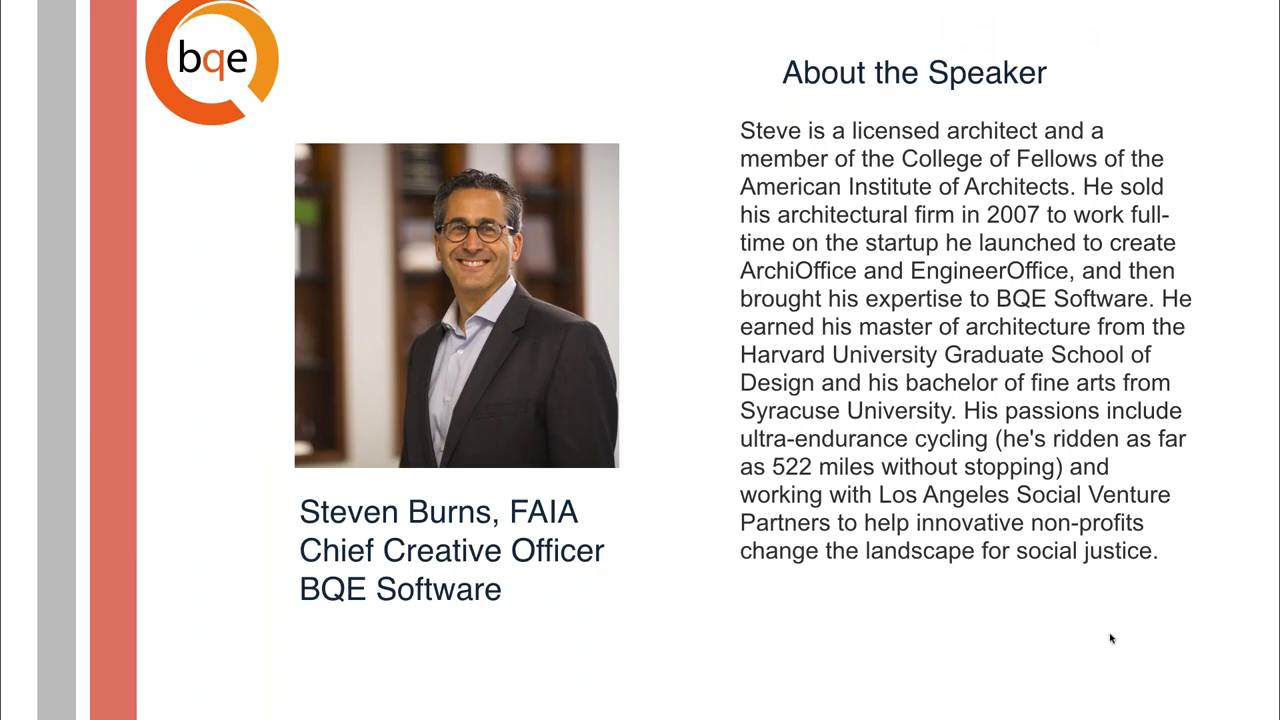 bqe
About the Speaker
Steve is a licensed architect and a
member of the College of Fellows of the
American Institute of Architects. He sold
his architectural firm in 2007 to work full-
time on the startup he launched to create
ArchiOffice and EngineerOffice, and then
brought his expertise to BQE Software. He
earned his master of architecture from the
Harvard University Graduate School of
Design and his bachelor of fine arts from
Syracuse University. His passions include
ultra-endurance cycling (he's ridden as far
as 522 miles without stopping) and
working with Los Angeles Social Venture
Partners to help innovative non-profits
change the landscape for social justice.
Steven Burns, FAIA
Chief Creative Officer
BQE Software